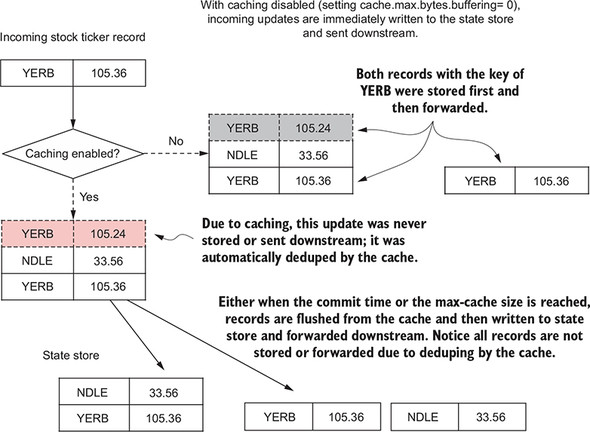 With caching disabled (setting cache.max.bytes.buffering= 0),
incoming updates are immediately written to the state store
and sent downstream.
Incoming stock ticker record
YERB 105.36
Both records with the key of
YERB were stored first and
then forwarded.
Caching enabled?
No
YERB 105.24
NDLE 33.56
YERB 105.36
YERB 105.36
Yes
YERB 105.24
NDLE 33.56
YERB 105.36
Due to caching, this update was never
stored or sent downstream; it was
automatically deduped by the cache.
Either when the commit time or the max-cache size is reached,
records are flushed from the cache and then written to state
store and forwarded downstream. Notice all records are not
stored or forwarded due to deduping by the cache.
State store
NDLE 33.56
YERB 105.36
YERB 105.36
NDLE 33.56